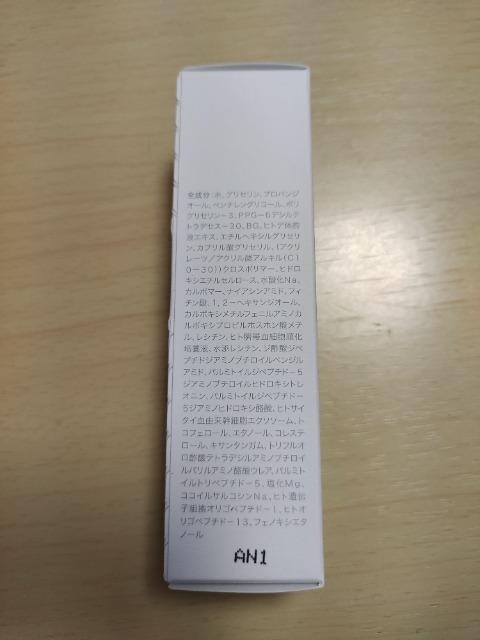 全成分:水、グリセリン、プロパンジ
オール、ペンチレングリコール、ポリ
グリセリン-3、PPG-6デシルテ
トラデセス-30、BG、ヒトデ体腔
液エキス、エチルヘキシルグリセリ
ン、カプリル酸グリセリル、(アクリ
レーツ/アクリル酸アルキル(C1
0-30))クロスポリマー、ヒドロ
キシエチルセルロース、水酸化Na、
カルボマー、ナイアシンアミド、フィ
チン酸、1,2-ヘキサンジオール、
カルボキシメチルフェニルアミノカ
ルボキシプロピルホスホン酸メチ
ル、レシチン、ヒト臍帯血細胞順化
培養液、水添レシチン、ジ酢酸ジペ
プチドジアミノブチロイルベンジル
アミド、パルミトイルジペプチド-5
ジアミノブチロイルヒドロキシトレ
オニン、パルミトイルジペプチド-
5ジアミノヒドロキシ酪酸、ヒトサイ
タイ血由来幹細胞エクソソーム、ト
コフェロール、エタノール、コレステ
ロール、キサンタンガム、トリフルオ
ロ酢酸テトラデシルアミノブチロイ
ルバリルアミノ酪酸ウレア、パルミ
トイルトリペプチド-5、塩化Mg、
ココイルサルコシンNa、ヒト遺伝
子組換オリゴペプチド-1、ヒトオ
リゴペプチド-13、フェノキシエタ
ノール
AN1